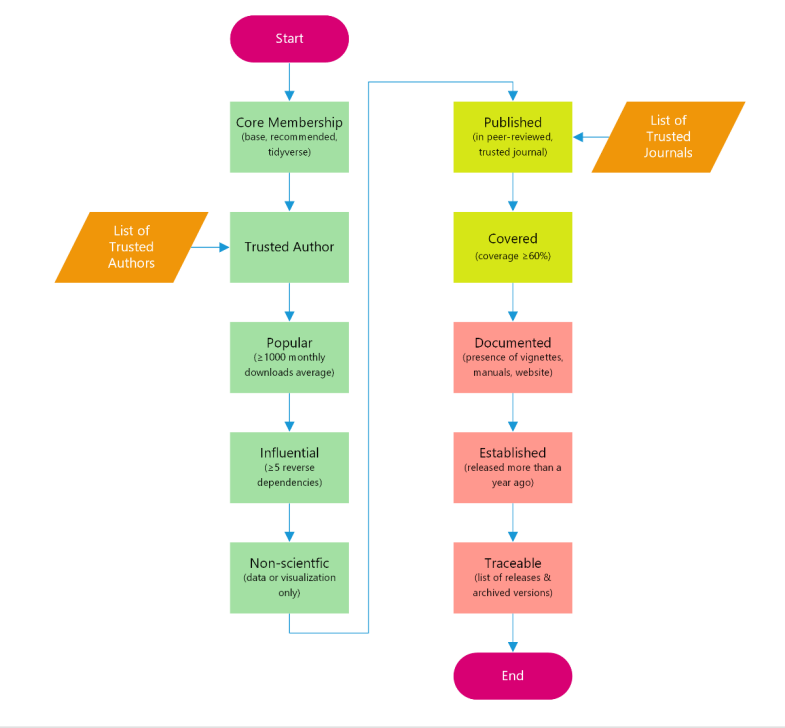 Start
Core Membership
(base, recommended,
tidyverse)
List of
Trusted
Authors
Trusted Author
Popular
(≥1000 monthly
downloads average)
Influential
(≥5 reverse
dependencies)
Non-scientfic
(data or visualization
only)
Published
(in peer-reviewed,
trusted journal)
List of
Trusted
Journals
Covered
(coverage ≥60%)
Documented
(presence of vignettes,
manuals, website)
Established
(released more than a
year ago)
Traceable
(list of releases &
archived versions)
End